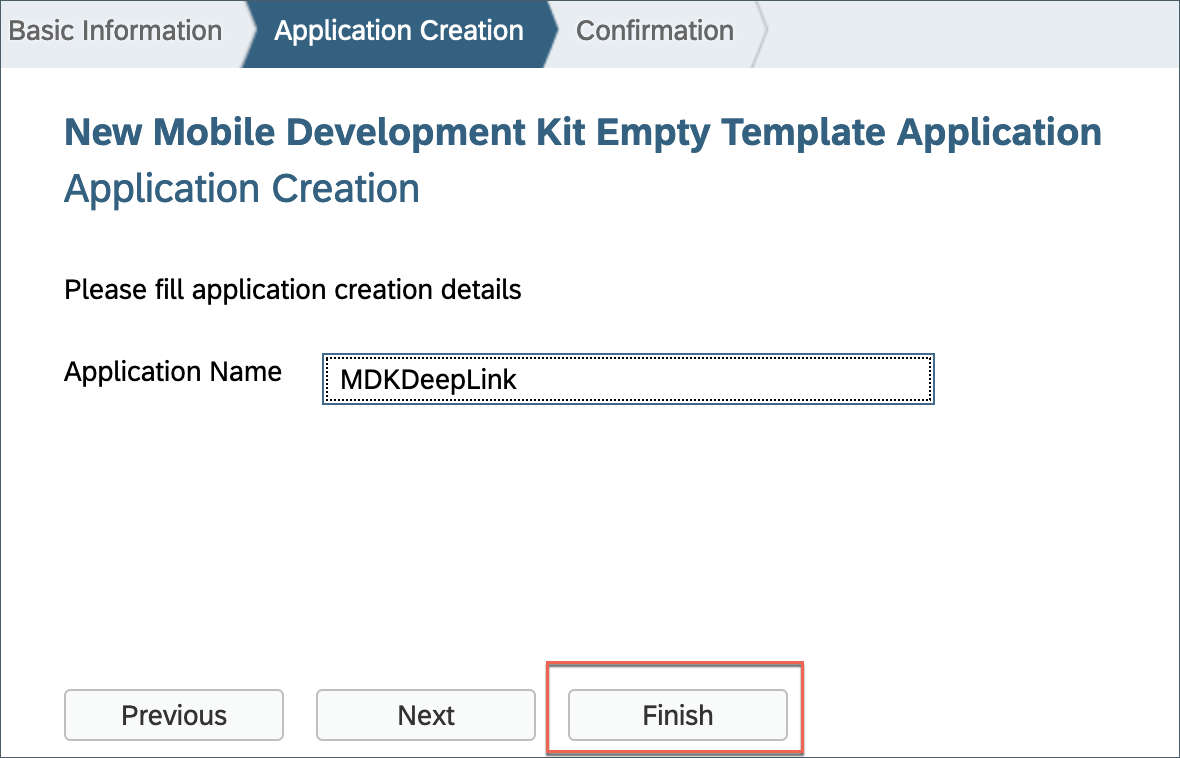 Basic Information Application Creation Confirmation
New Mobile Development Kit Empty Template Application
Application Creation
Please fill application creation details
Application Name MDKDeepLink
Previous Next Finish